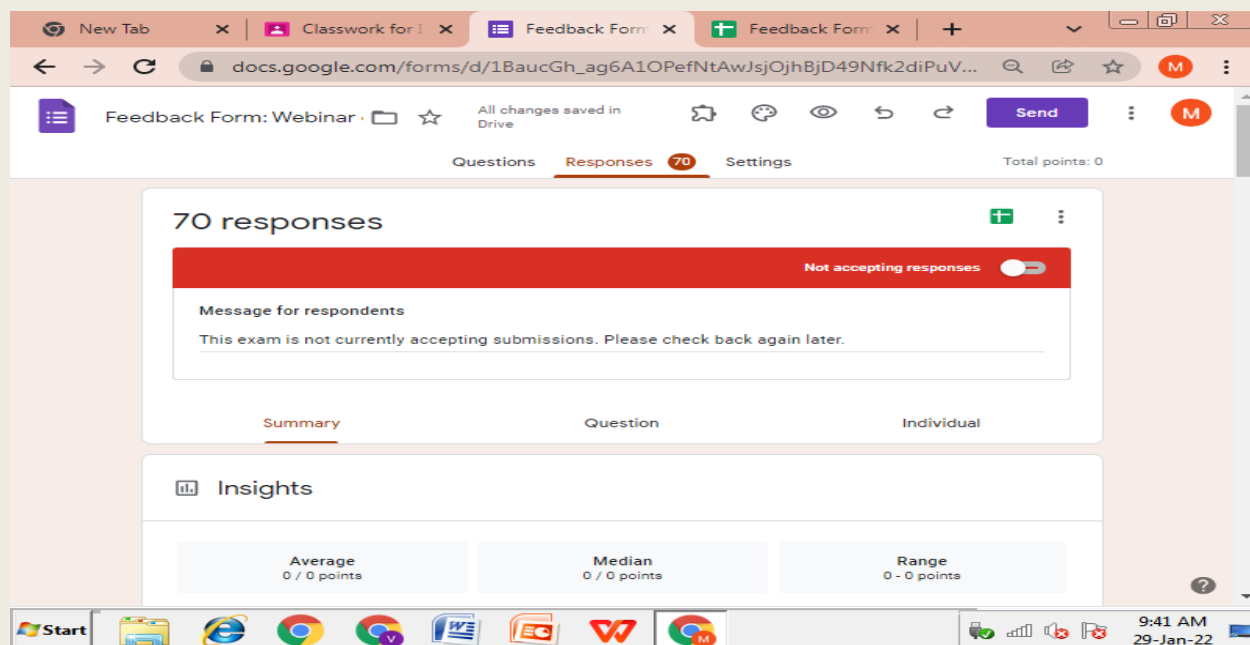 New Tab Classwork for I Feedback Form Feedback Form
docs.google.com/forms/d/1BaucGh_ag6A1OPefNtAwJsjOjhBjD49Nfk2diPuV... M
Feedback Form: Webinar All changes saved in Drive Send M
Questions Responses 70 Settings Total points: 0
70 responses
Not accepting responses
Message for respondents
This exam is not currently accepting submissions. Please check back again later.
Summary Question Individual
Insights
Average Median Range
0 / 0 points 0 / 0 points 0 - 0 points
Start V W M 9:41 AM
29-Jan-22